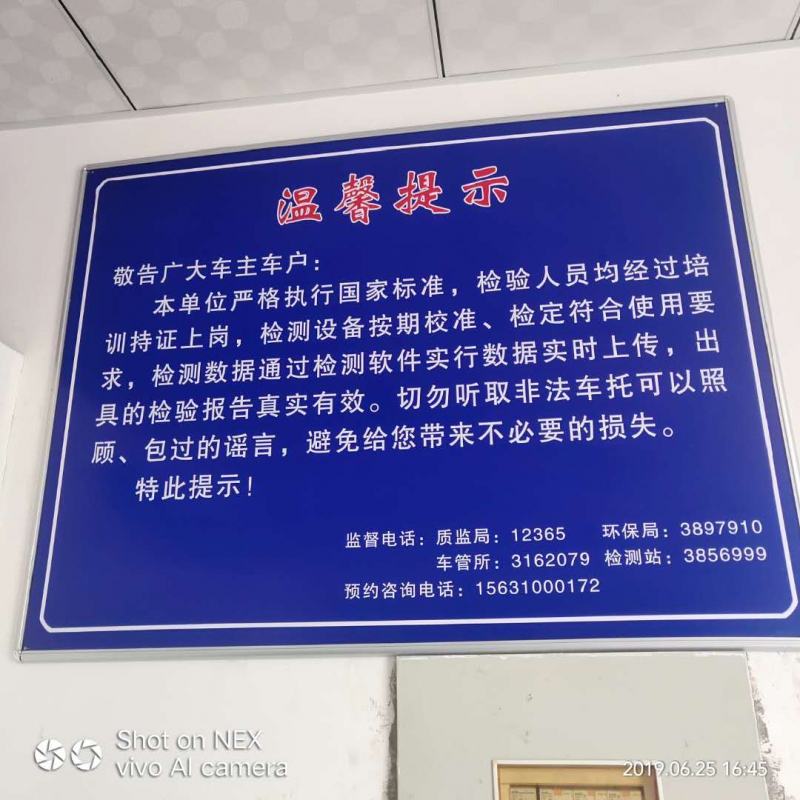 温馨提示
敬告广大车主车户：
本单位严格执行国家标准，检验人员均经过培
训持证上岗，检测设备按期校准、检定符合使用要
求，检测数据通过检测软件实行数据实时上传，出
具的检验报告真实有效。切勿听取非法车托可以照
顾、包过的谣言，避免给您带来不必要的损失。
特此提示！
监督电话：质监局：12365 环保局：3897910
车管所：3162079 检测站：3856999
预约咨询电话：15631000172
Shot on NEX
vivo AI camera
2019.06.25 16:45